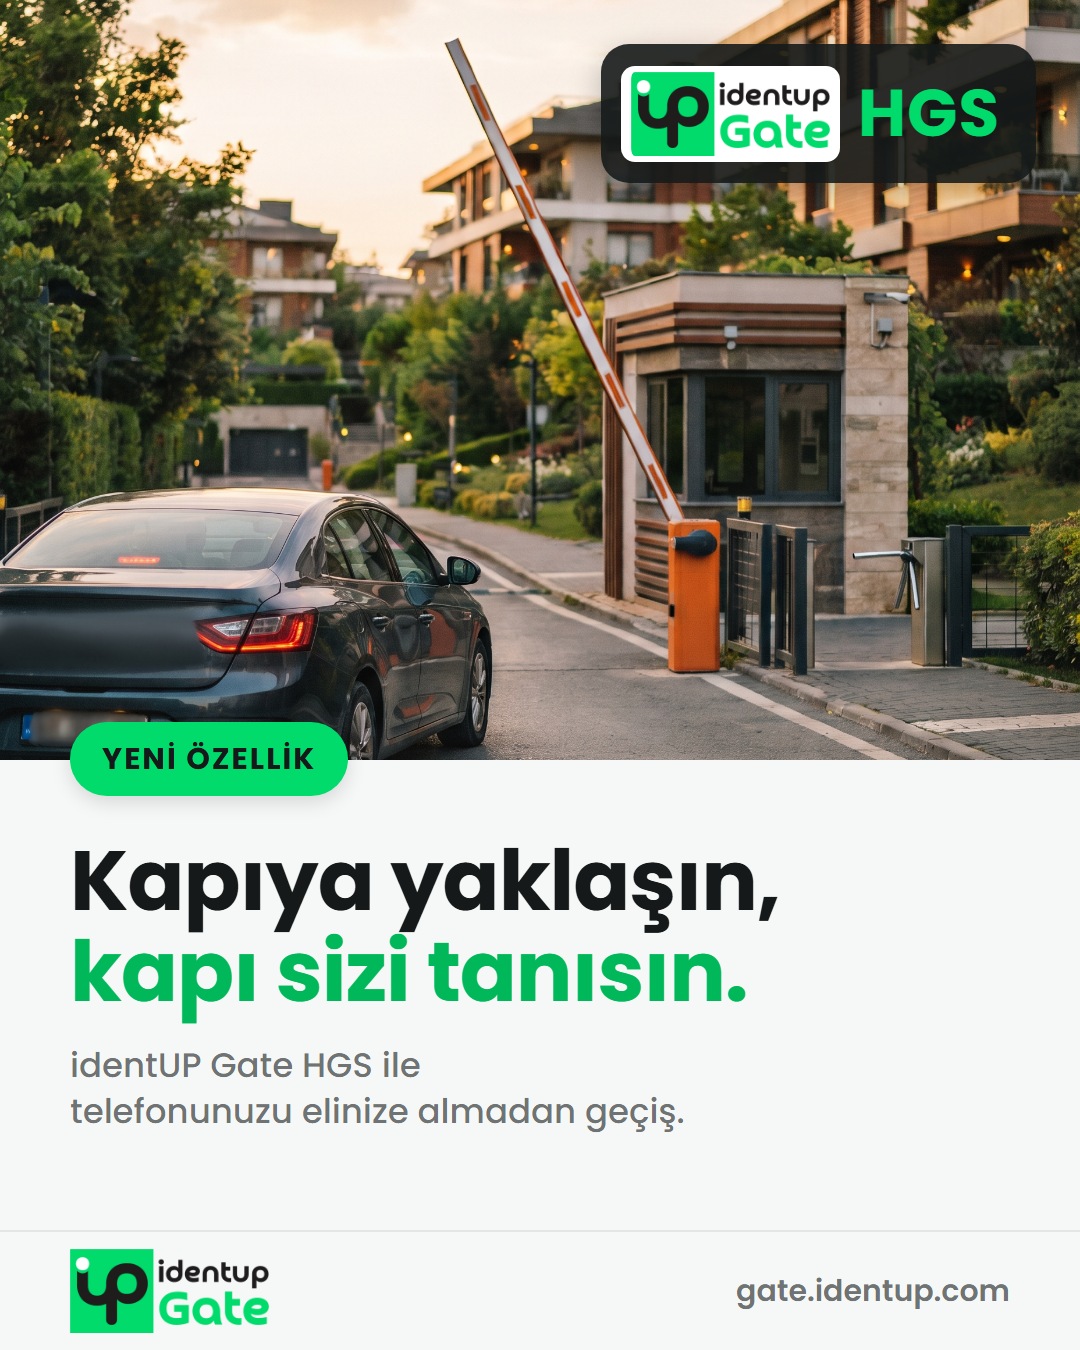 identup
Gate
HGS
YENİ ÖZELLİK
Kapıya yaklaşın,
kapı sizi tanısın.
identUP Gate HGS ile
telefonunuzu elinize almadan geçiş.
identup
Gate
gate.identup.com